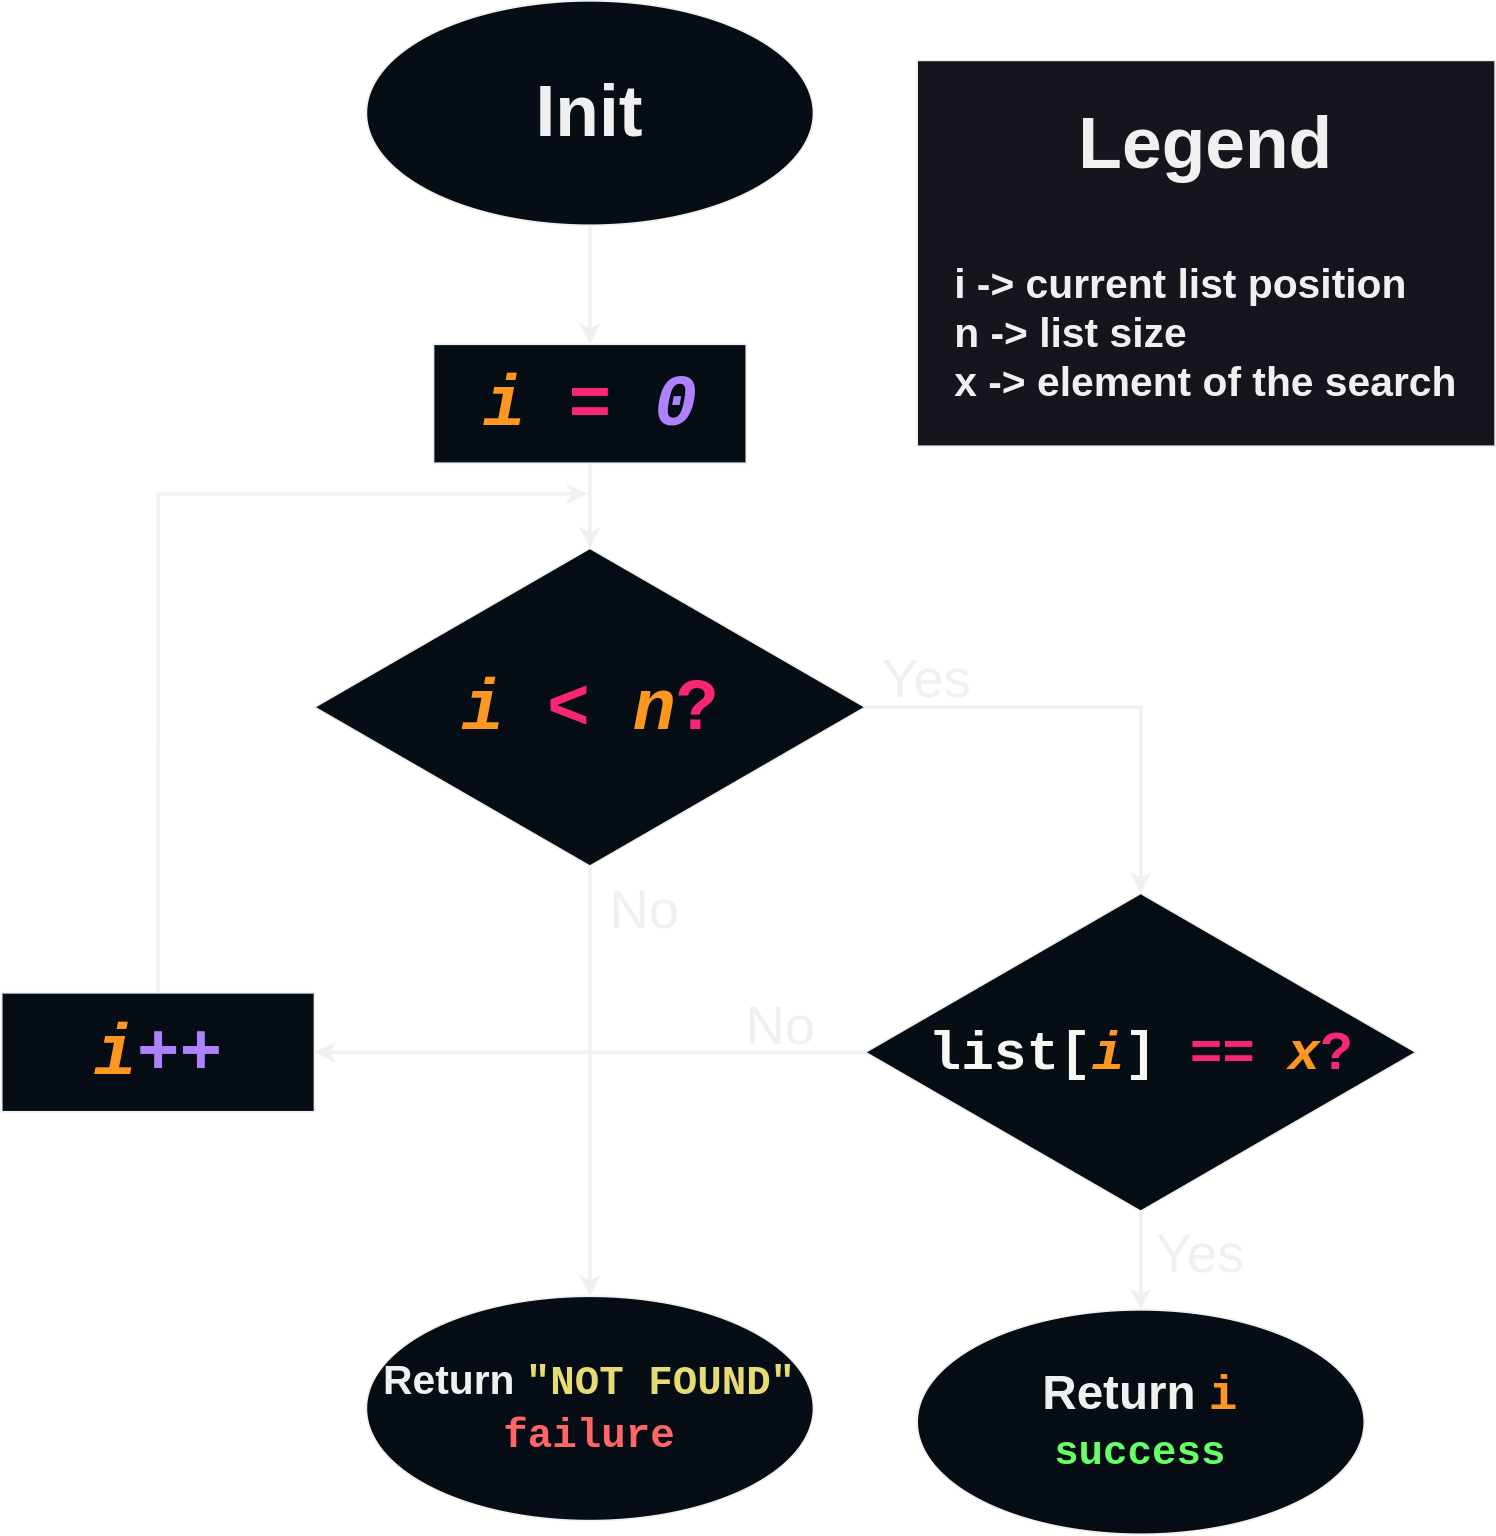 Init
Legend
i -> current list position
n -> list size
x -> element of the search
i = 0
i < n?
Yes
No
i++
No
list[i] == x?
Yes
Return "NOT FOUND"
failure
Return i
success